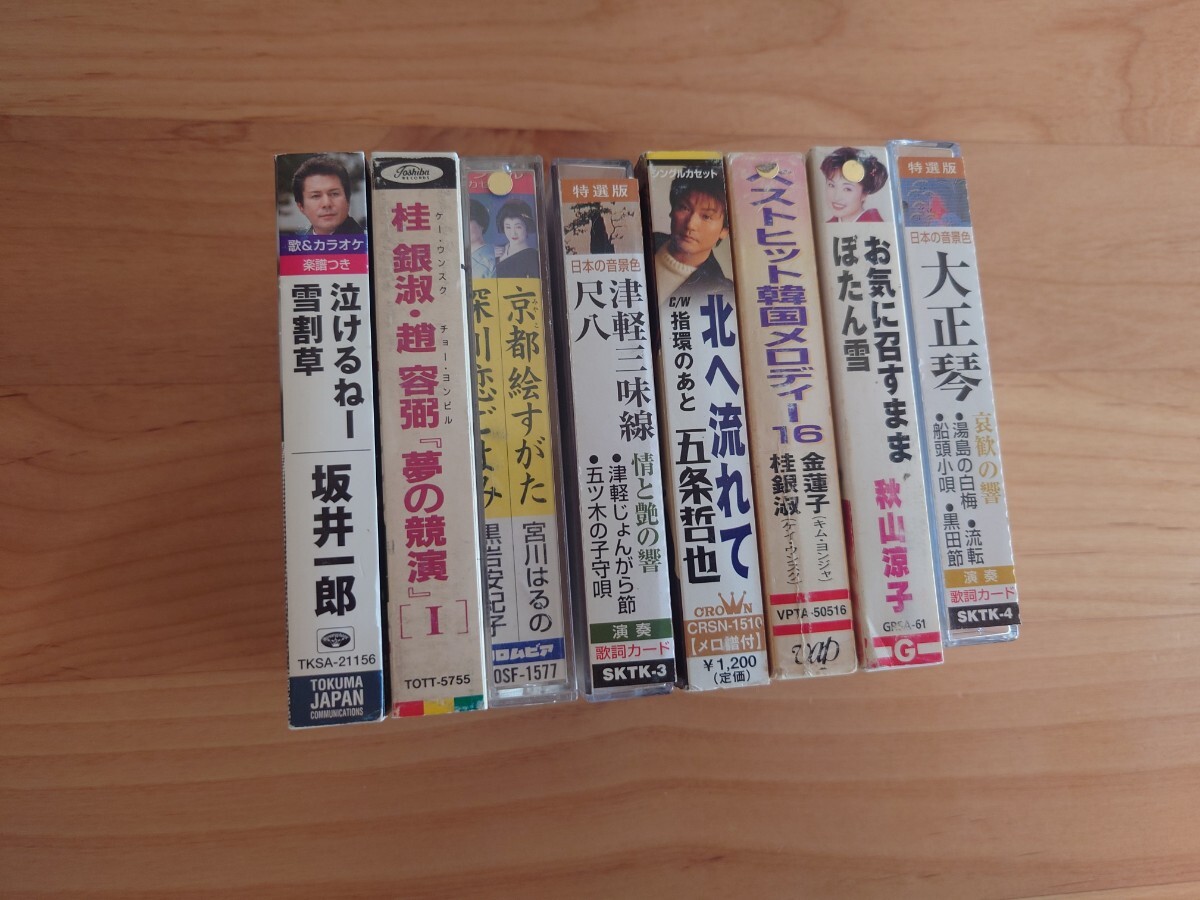 歌&カラオケ
楽譜つき
泣けるねー
雪割草
坂井一郎
TKSA-21156
TOKUMA
JAPAN
COMMUNICATIONS
Toshiba
RECORDS
桂銀淑・趙容弼『夢の競演』
ケー・ウンスク
チョー・ヨンピル
[I]
TOTT-5755
京都絵すがた
みやこ
宮川はるの
深川恋ごよみ
黒岩安紀子
コロムビア
OSF-1577
特選版
日本の音景色
津軽三味線
尺八
情と艶の響
・津軽じょんがら節
・五ツ木の子守唄
演奏
歌詞カード
SKTK-3
シングルカセット
北へ流れて
C/W
指環のあと
五条哲也
CROWN
CRSN-1510
【メロ譜付】
¥1,200
(定価)
ベストヒット韓国メロディー16
金蓮子
(キム・ヨンジャ)
桂銀淑
(ケイ・ウンスク)
VPTA-50516
vap
お気に召すまま
ぼたん雪
秋山涼子
GRSA-61
G
特選版
日本の音景色
大正琴
哀歓の響
・湯島の白梅・流転
・船頭小唄・黒田節
演奏
歌詞カード
SKTK-4